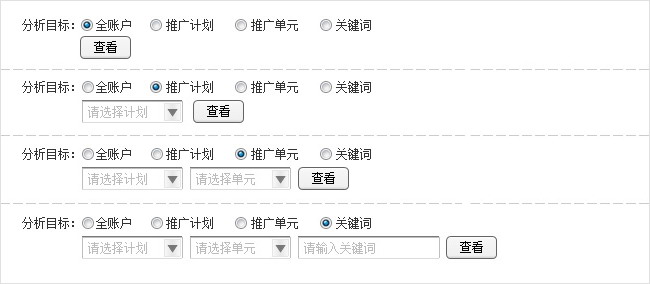 分析目标：全账户 推广计划 推广单元 关键词
查看
分析目标：全账户 推广计划 推广单元 关键词
请选择计划 查看
分析目标：全账户 推广计划 推广单元 关键词
请选择计划 请选择单元 查看
分析目标：全账户 推广计划 推广单元 关键词
请选择计划 请选择单元 请输入关键词 查看